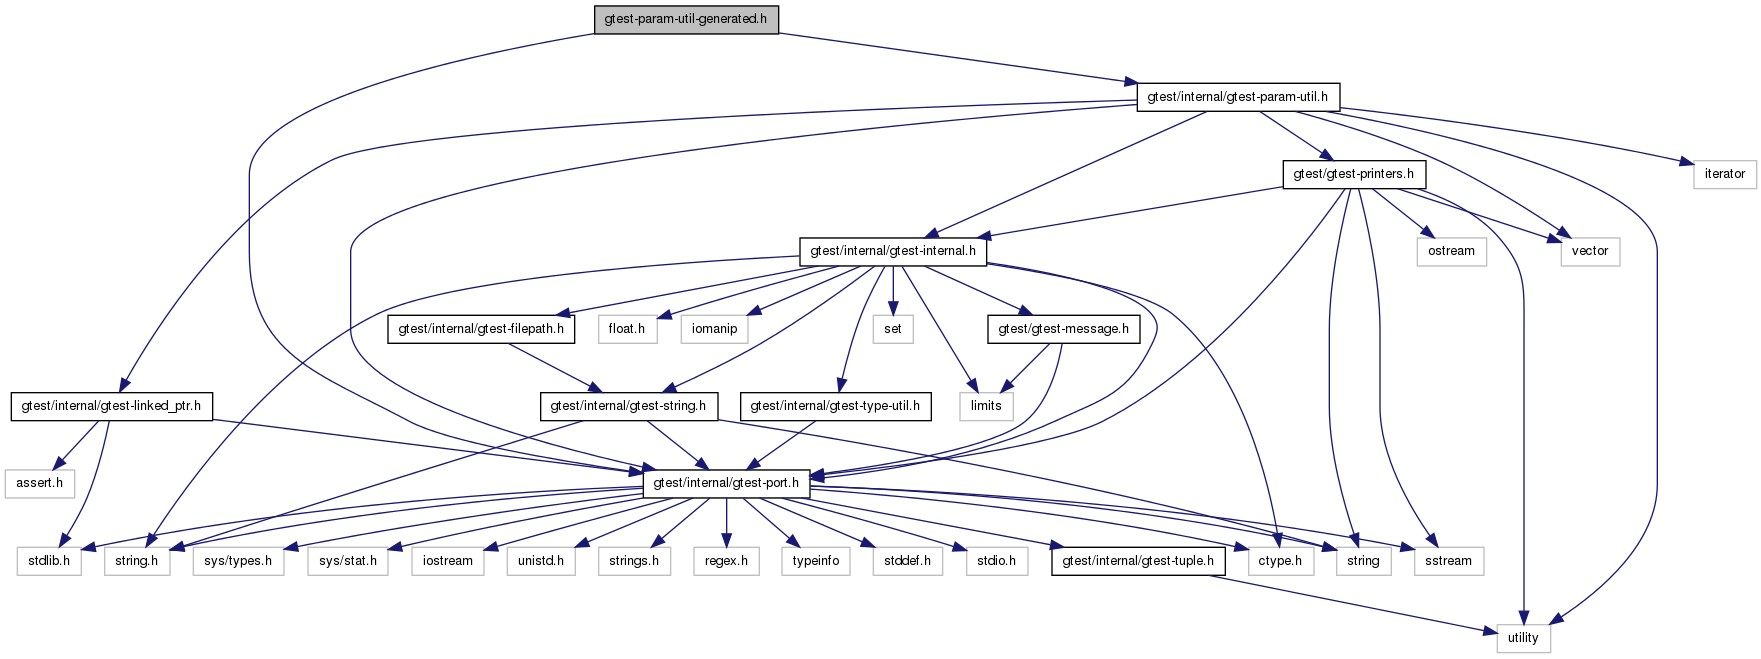 gtest-param-util-generated.h
gtest/internal/gtest-param-util.h
gtest/gtest-printers.h
iterator
gtest/internal/gtest-internal.h
ostream
vector
gtest/internal/gtest-filepath.h
float.h
iomanip
set
gtest/gtest-message.h
gtest/internal/gtest-linked_ptr.h
gtest/internal/gtest-string.h
gtest/internal/gtest-type-util.h
limits
assert.h
gtest/internal/gtest-port.h
stdlib.h
string.h
sys/types.h
sys/stat.h
iostream
unistd.h
strings.h
regex.h
typeinfo
stddef.h
stdio.h
gtest/internal/gtest-tuple.h
ctype.h
string
sstream
utility